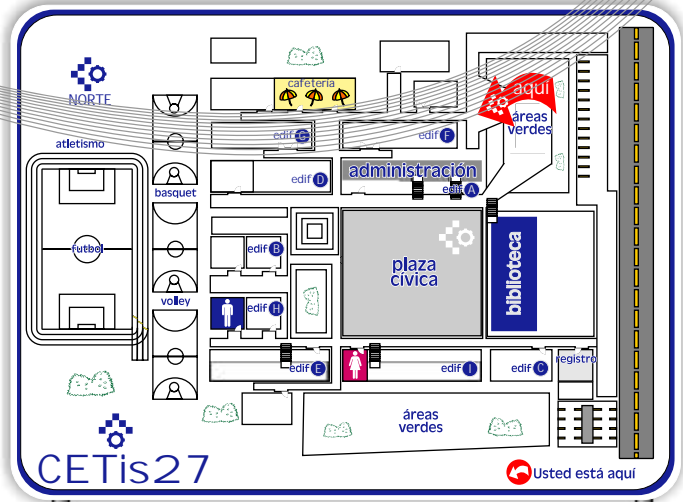 NORTE
cafetería
aquí
áreas
verdes
atletismo
edif G
edif F
administración
edif A
edif D
basquet
futbol
edif B
plaza
cívica
biblioteca
volley
edif H
edif E
edif I
edif C
registro
áreas
verdes
CETis27
Usted está aquí